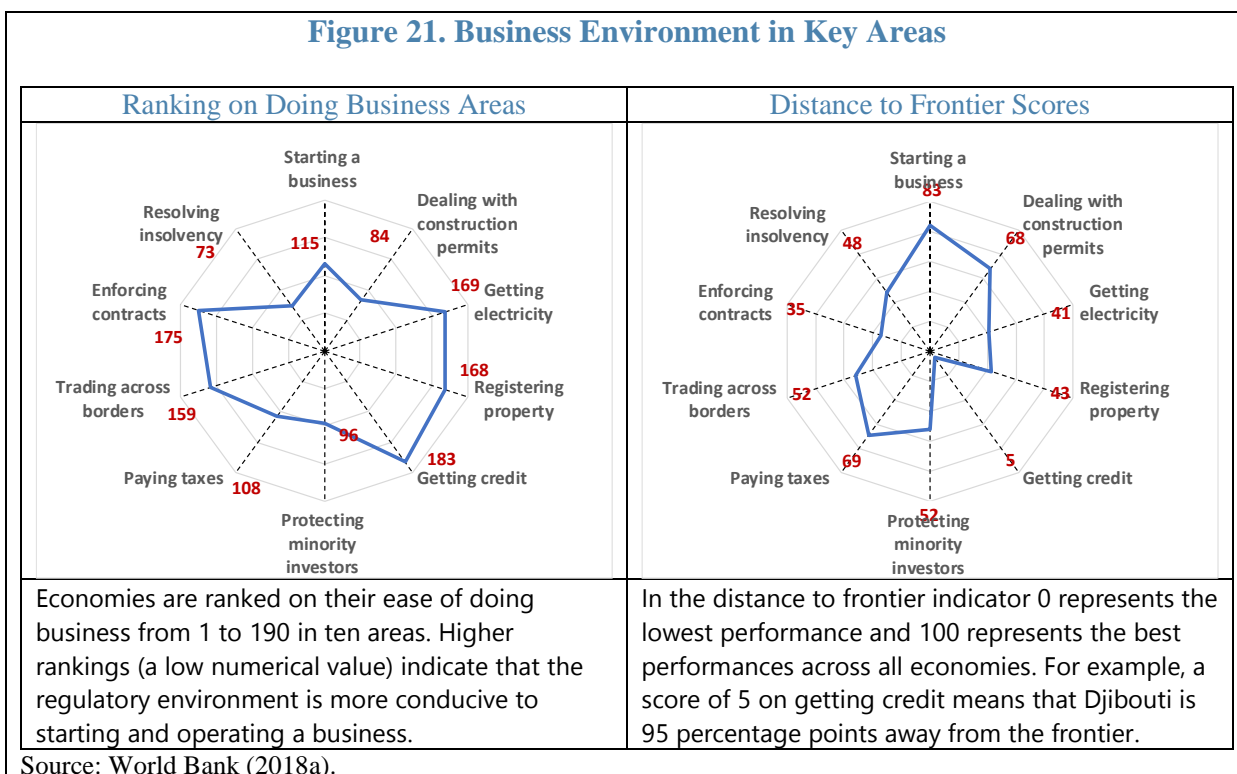 Figure 21. Business Environment in Key Areas
Ranking on Doing Business Areas
Starting a
business
Dealing with
construction
permits
Getting
electricity
Registering
property
Getting credit
Protecting
minority
investors
Paying taxes
Trading across
borders
Enforcing
contracts
Resolving
insolvency
115
84
169
168
183
96
108
159
175
73
Economies are ranked on their ease of doing
business from 1 to 190 in ten areas. Higher
rankings (a low numerical value) indicate that the
regulatory environment is more conducive to
starting and operating a business.
Distance to Frontier Scores
Starting a
business
Dealing with
construction
permits
Getting
electricity
Registering
property
Getting credit
Protecting
minority
investors
Paying taxes
Trading across
borders
Enforcing
contracts
Resolving
insolvency
83
68
41
43
5
52
69
52
35
48
In the distance to frontier indicator 0 represents the
lowest performance and 100 represents the best
performances across all economies. For example, a
score of 5 on getting credit means that Djibouti is
95 percentage points away from the frontier.
Source: World Bank (2018a).